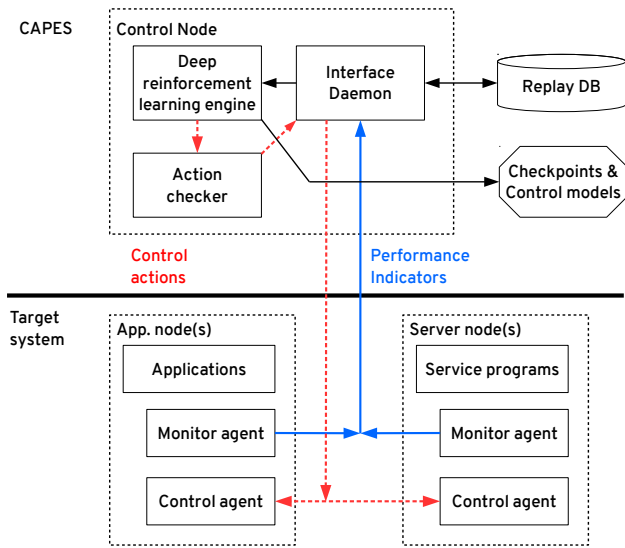 CAPES
Control Node
Deep
reinforcement
learning engine
Interface
Daemon
Replay DB
Action
checker
Checkpoints &
Control models
Control
actions
Performance
Indicators
Target
system
App. node(s)
Server node(s)
Applications
Service programs
Monitor agent
Monitor agent
Control agent
Control agent